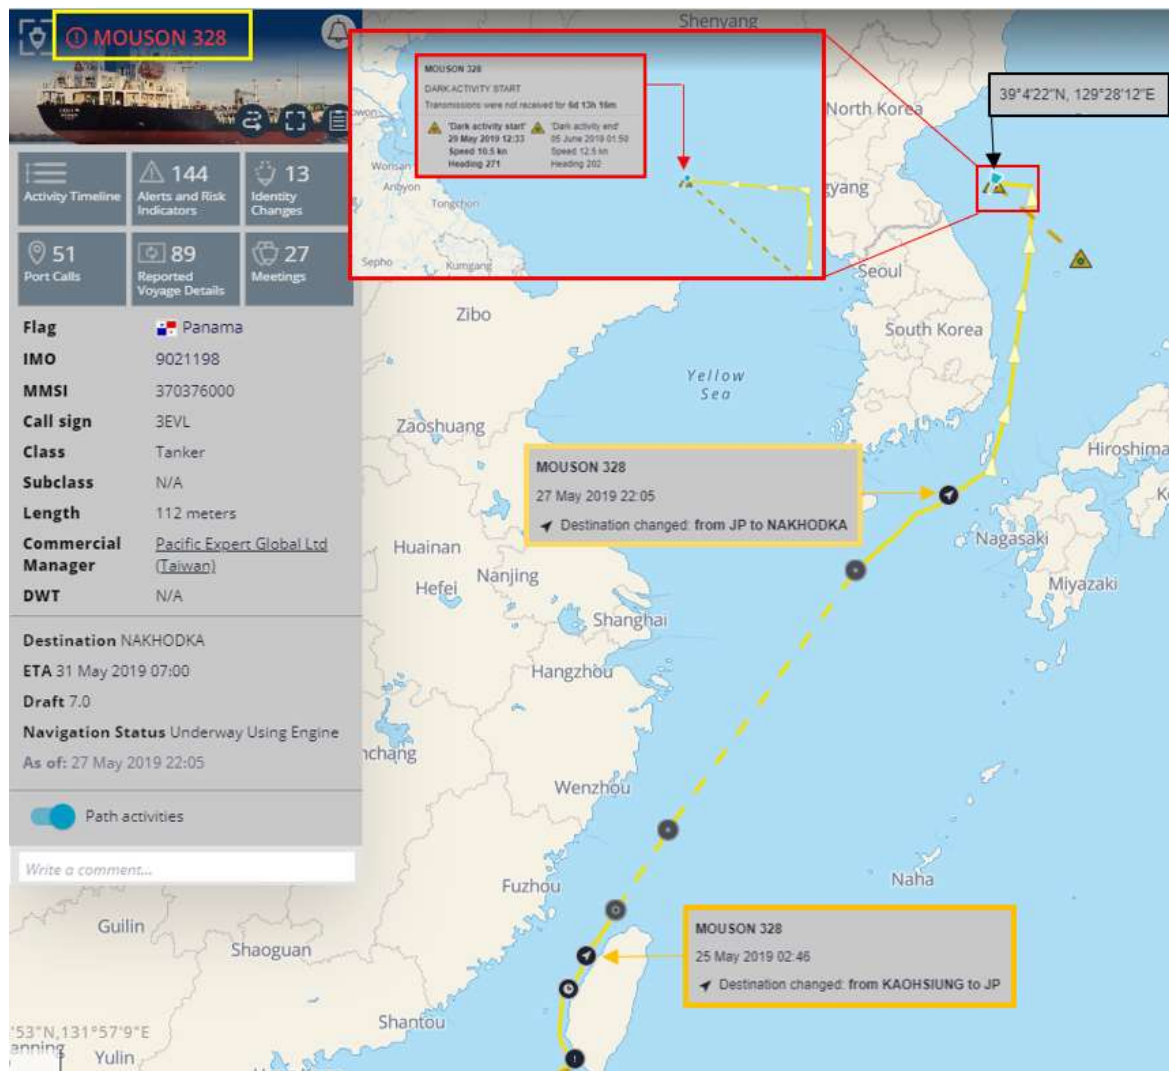 MOUSON 328
144
13
Activity Timeline
Alerts and Risk
Indicators
Identity
Changes
51
89
27
Port Calls
Reported
Voyage Details
Meetings
Flag Panama
IMO 9021198
MMSI 370376000
Call sign 3EVL
Class Tanker
Subclass N/A
Length 112 meters
Commercial Manager Pacific Expert Global Ltd
(Taiwan)
DWT N/A
Destination NAKHODKA
ETA 31 May 2019 07:00
Draft 7.0
Navigation Status Underway Using Engine
As of: 27 May 2019 22:05
Path activities
Write a comment...
MOUSON 328
DARK ACTIVITY START
Transmissions were not received for 6d 13h 16m
'Dark activity start'
29 May 2019 12:33
Speed 10.5 kn
Heading 271
'Dark activity end'
05 June 2019 01:50
Speed 12.5 kn
Heading 202
Wonsan
Anbyon
Tongchon
Sepho
Kumgang
39°4'22"N, 129°28'12"E
Shenyang
North Korea
gyang
Seoul
South Korea
Zibo
Yellow
Sea
Zaoshuang
Hiroshima
MOUSON 328
27 May 2019 22:05
Destination changed: from JP to NAKHODKA
Nagasaki
Miyazaki
Huainan
Hefei
Nanjing
Shanghai
Hangzhou
nchang
Wenzhou
Fuzhou
Naha
Guilin
Shaoguan
MOUSON 328
25 May 2019 02:46
Destination changed: from KAOHSIUNG to JP
Shantou
'53"N,131°57'9"E
anning
Yulin